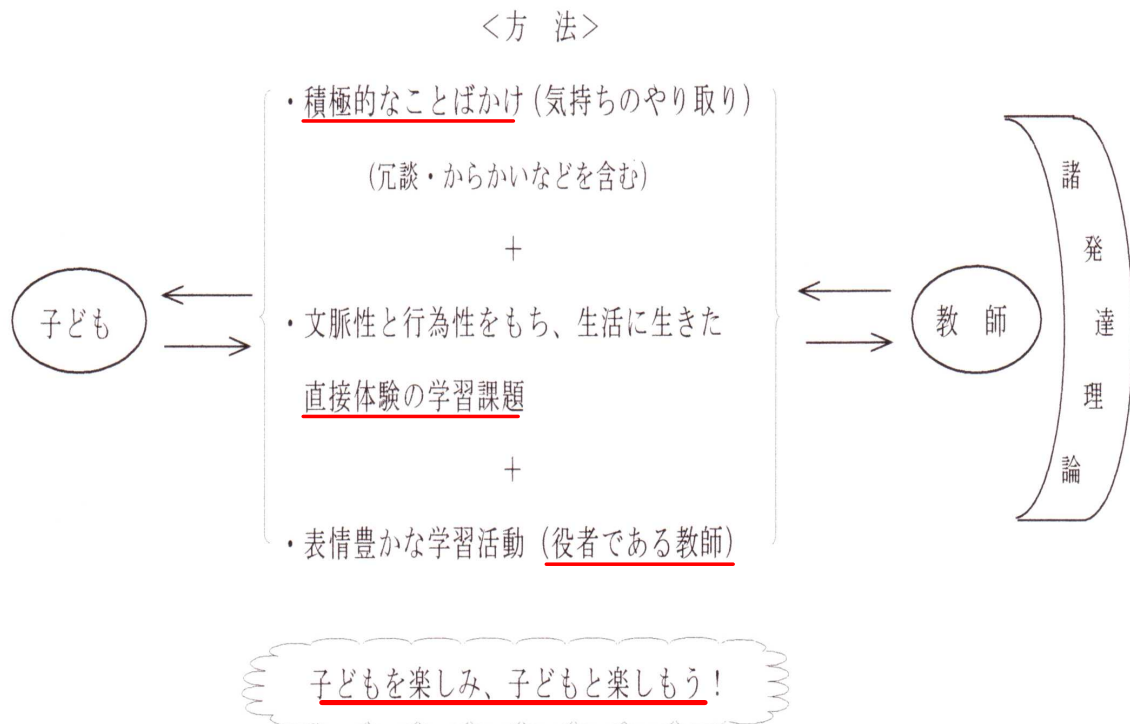 ＜方　法＞
・積極的なことばかけ（気持ちのやり取り）
（冗談・からかいなどを含む）
＋
・文脈性と行為性をもち、生活に生きた
直接体験の学習課題
＋
・表情豊かな学習活動（役者である教師）
子ども
教　師
諸発達理論
子どもを楽しみ、子どもと楽しもう！